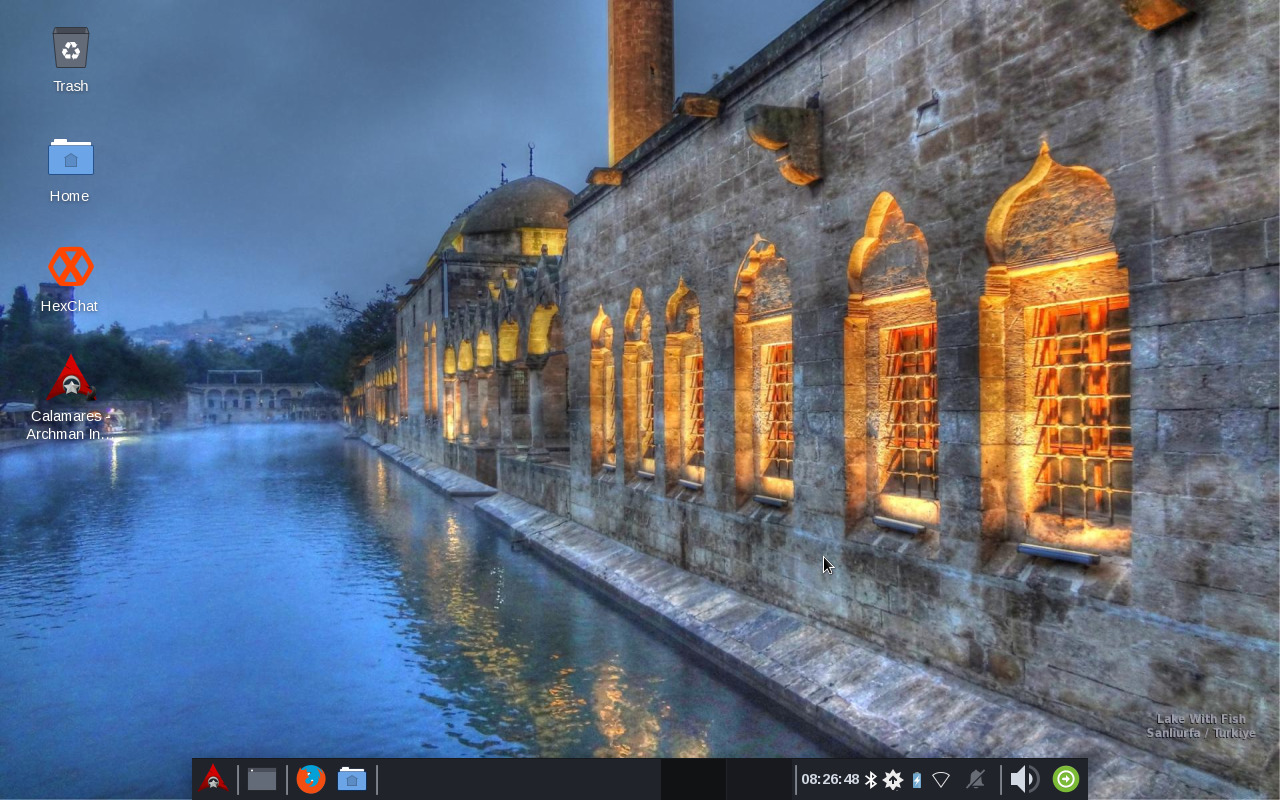 Trash
Home
HexChat
Calamares -
Archman In...
Lake With Fish
Sanliurfa / Turkiye
08:26:48